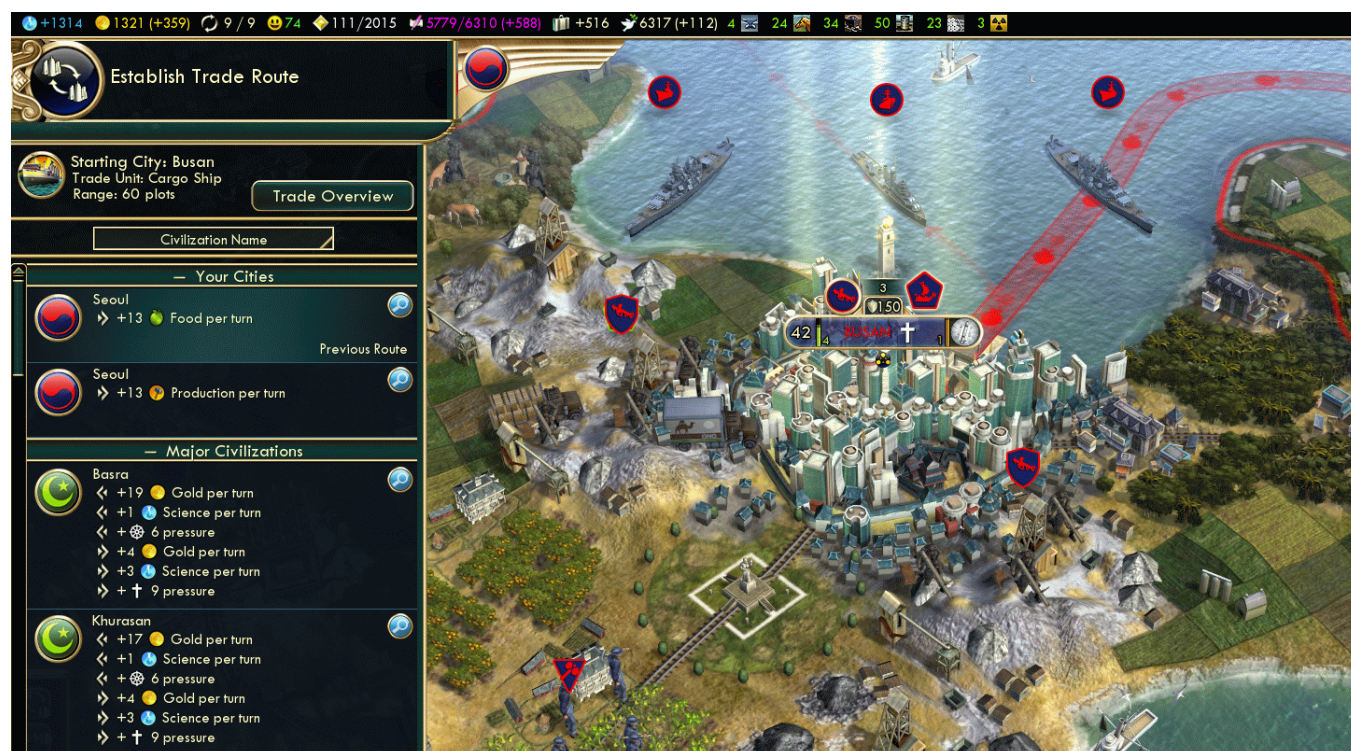 +1314 1321 (+359) 9 / 9 74 111/2015 5779/6310 (+588) +516 6317 (+112) 4 24 34 50 23 3
Establish Trade Route
Starting City: Busan
Trade Unit: Cargo Ship
Range: 60 plots
Trade Overview
Civilization Name
— Your Cities
Seoul
+13 Food per turn
Previous Route
Seoul
+13 Production per turn
— Major Civilizations
Basra
+19 Gold per turn
+1 Science per turn
+ 6 pressure
+4 Gold per turn
+3 Science per turn
+ 9 pressure
Khurasan
+17 Gold per turn
+1 Science per turn
+ 6 pressure
+4 Gold per turn
+3 Science per turn
+ 9 pressure
3
150
42 4 BUSAN 1